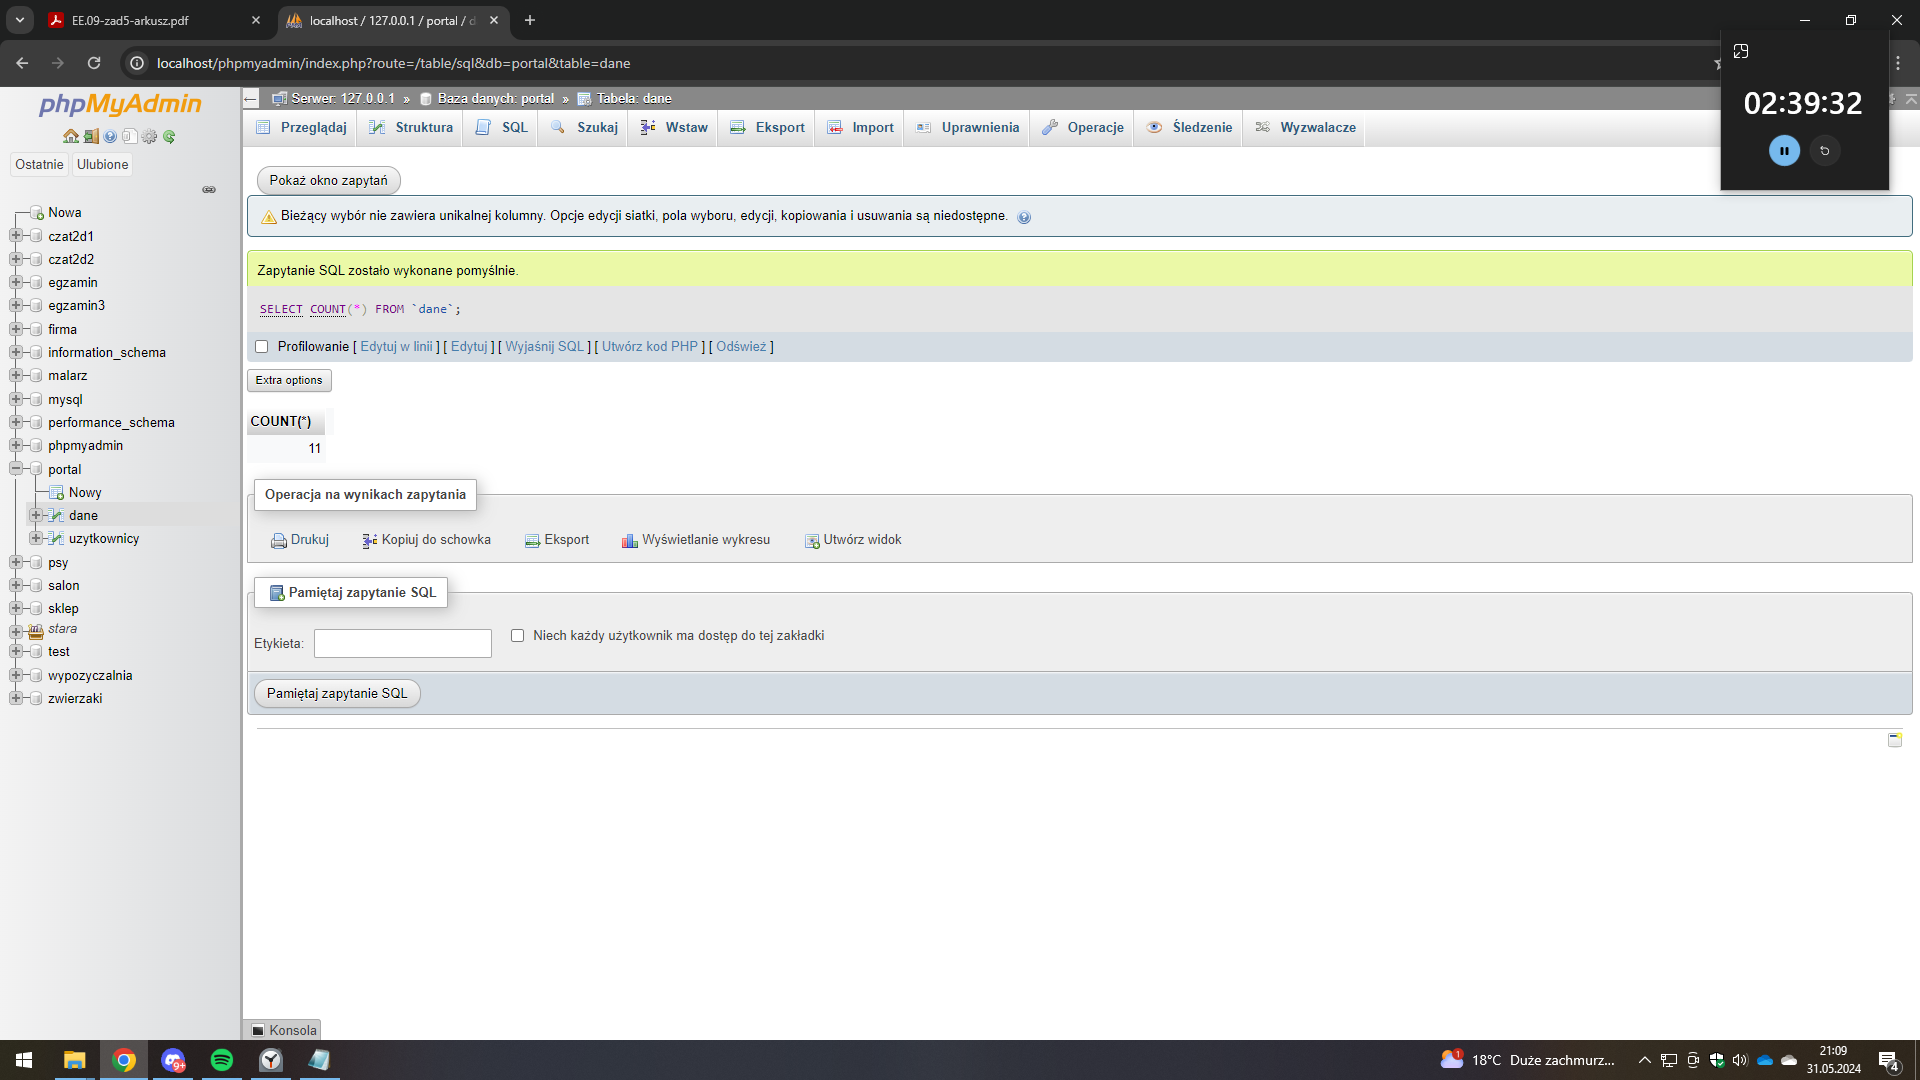 EE.09-zad5-arkusz.pdf
localhost / 127.0.0.1 / portal / d
localhost/phpmyadmin/index.php?route=/table/sql&db=portal&table=dane
02:39:32
phpMyAdmin
Ostatnie
Ulubione
Nowa
czat2d1
czat2d2
egzamin
egzamin3
firma
information_schema
malarz
mysql
performance_schema
phpmyadmin
portal
Nowy
dane
uzytkownicy
psy
salon
sklep
stara
test
wypozyczalnia
zwierzaki
Serwer: 127.0.0.1 » Baza danych: portal » Tabela: dane
Przeglądaj Struktura SQL Szukaj Wstaw Eksport Import Uprawnienia Operacje Śledzenie Wyzwalacze
Pokaż okno zapytań
Bieżący wybór nie zawiera unikalnej kolumny. Opcje edycji siatki, pola wyboru, edycji, kopiowania i usuwania są niedostępne.
Zapytanie SQL zostało wykonane pomyślnie.
SELECT COUNT(*) FROM `dane`;
Profilowanie [ Edytuj w linii ] [ Edytuj ] [ Wyjaśnij SQL ] [ Utwórz kod PHP ] [ Odśwież ]
Extra options
COUNT(*)
11
Operacja na wynikach zapytania
Drukuj Kopiuj do schowka Eksport Wyświetlanie wykresu Utwórz widok
Pamiętaj zapytanie SQL
Etykieta: Niech każdy użytkownik ma dostęp do tej zakładki
Pamiętaj zapytanie SQL
Konsola
9+
1
18°C Duże zachmurz...
21:09
31.05.2024
4